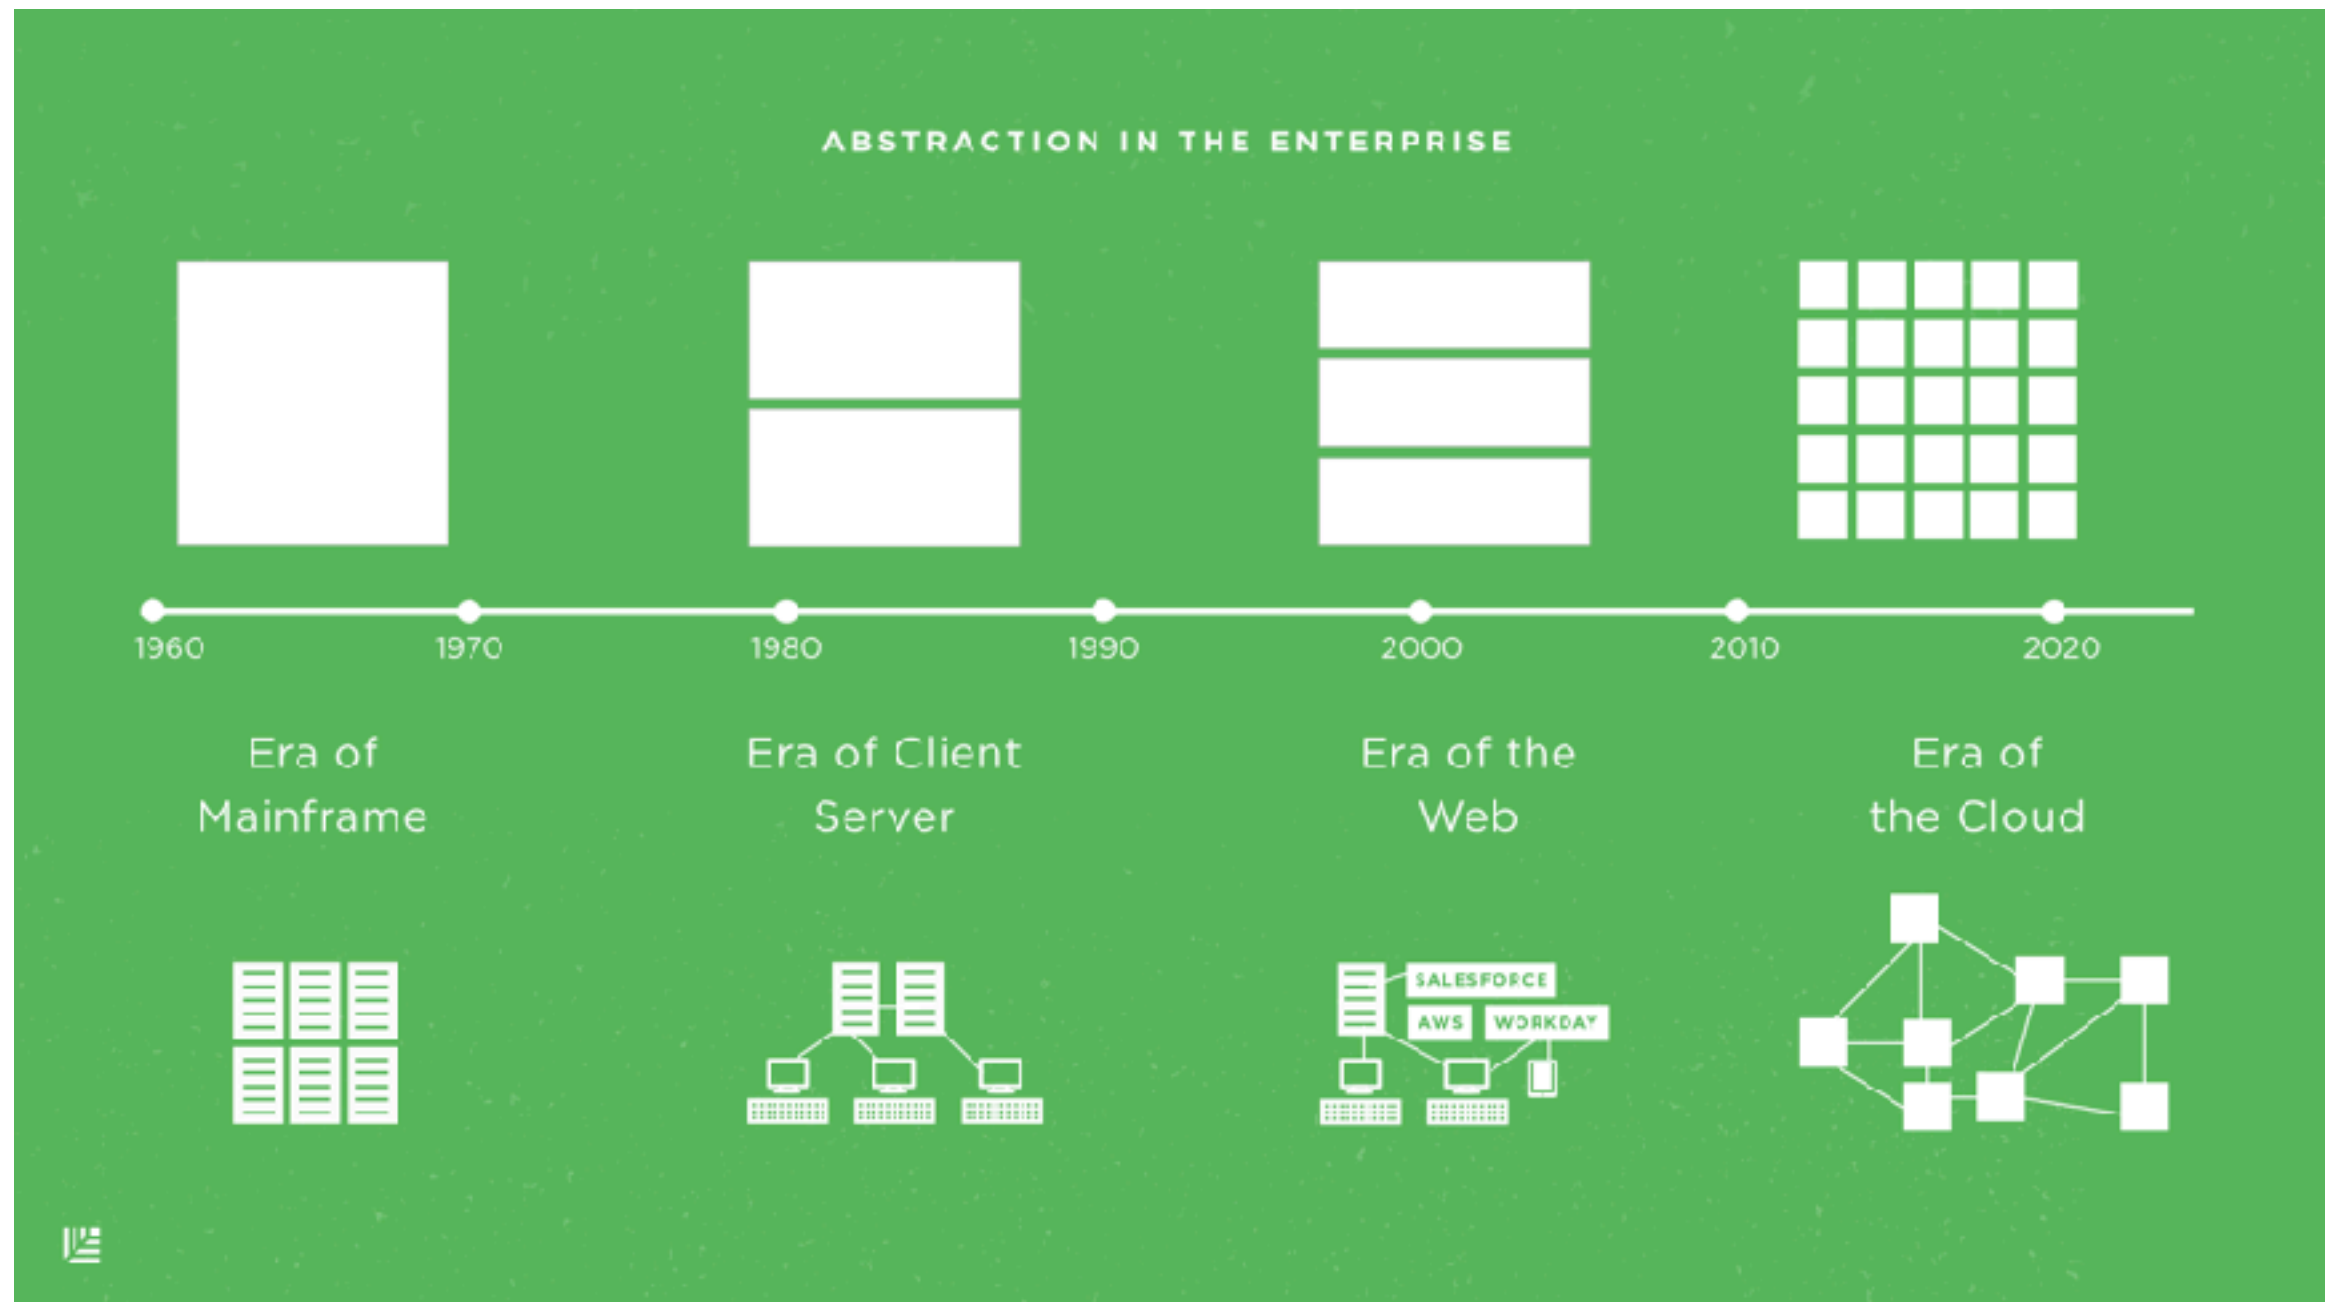 ABSTRACTION IN THE ENTERPRISE
1960 1970 1980 1990 2000 2010 2020
Era of
Mainframe
Era of Client
Server
Era of the
Web
Era of
the Cloud
SALESFORCE
AWS WORKDAY